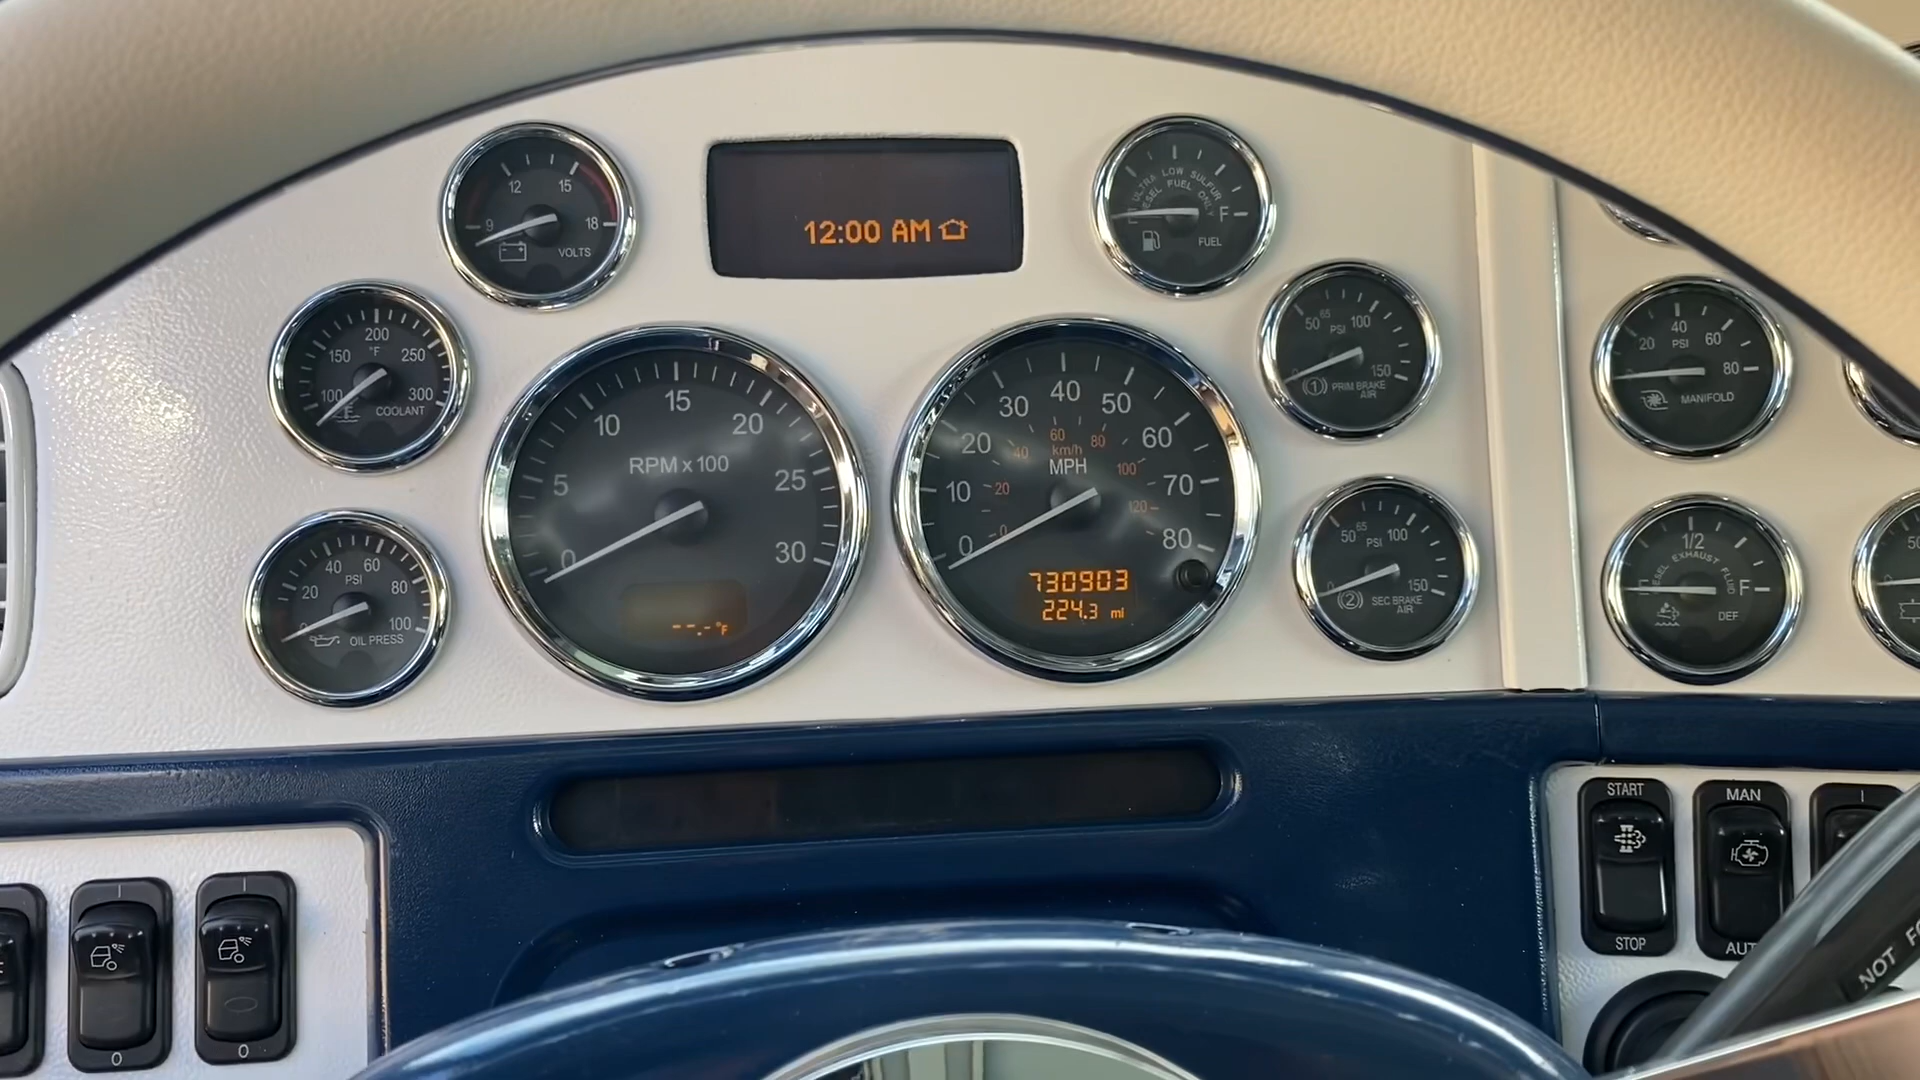 12 15
9 18
VOLTS
12:00 AM
ULTRA LOW SULFUR
DIESEL FUEL ONLY
F
FUEL
200
°F
150 250
100 300
COOLANT
40 60
PSI
20 80
0 100
OIL PRESS
15
10 20
RPM x 100
5 25
0 30
--.-°F
40
30 50
20 60
60 80
40 km/h
MPH 100
10 20 70
120
0 0 80
730903
224.3 mi
65
50 PSI 100
150
1 PRIM BRAKE
AIR
65
50 PSI 100
0 150
2 SEC BRAKE
AIR
40
20 PSI 60
80
MANIFOLD
1/2
DIESEL EXHAUST FLUID
F
DEF
START
STOP
MAN
I
I
O
I
O
NOT